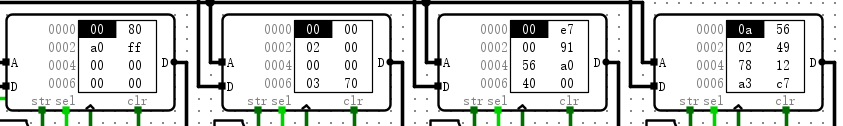 0000 00 80
0002 a0 ff
0004 00 00
0006 00 00
A D D
str sel clr
0000 00 00
0002 02 00
0004 00 00
0006 03 70
A D D
str sel clr
0000 00 e7
0002 00 91
0004 56 a0
0006 40 00
A D D
str sel clr
0000 0a 56
0002 02 49
0004 78 12
0006 a3 c7
A D D
str sel clr